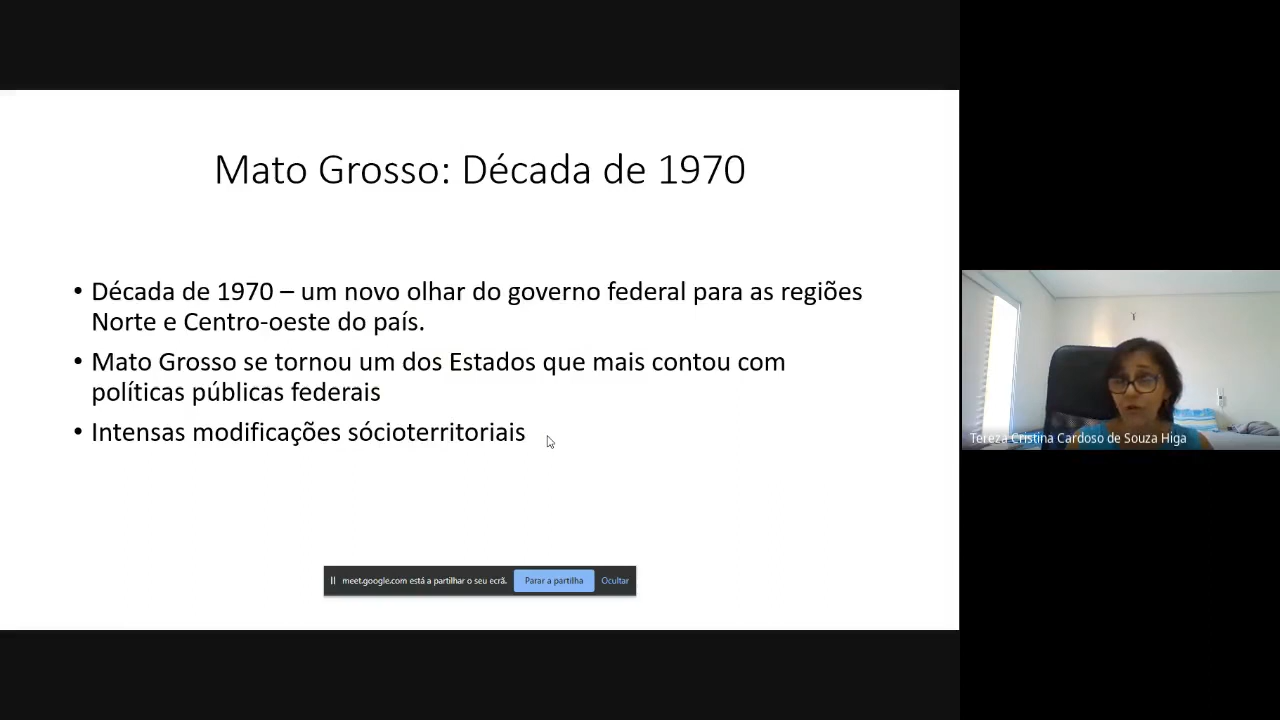 Mato Grosso: Década de 1970
• Década de 1970 – um novo olhar do governo federal para as regiões
Norte e Centro-oeste do país.
• Mato Grosso se tornou um dos Estados que mais contou com
políticas públicas federais
• Intensas modificações sócioterritoriais
meet.google.com está a partilhar o seu ecrã. Parar a partilha Ocultar
Tereza Cristina Cardoso de Souza Higa